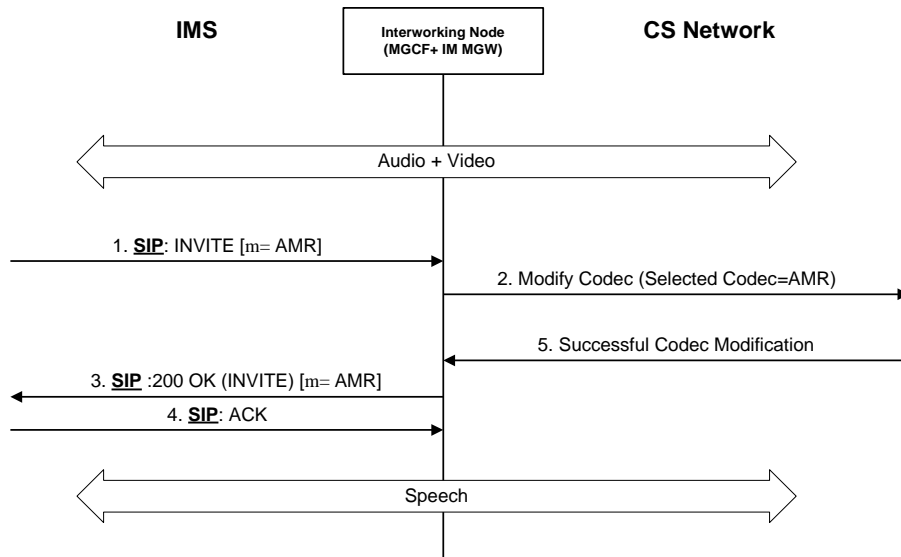 IMS
Interworking Node
(MGCF+ IM MGW)
CS Network
Audio + Video
1. SIP: INVITE [m= AMR]
2. Modify Codec (Selected Codec=AMR)
5. Successful Codec Modification
3. SIP :200 OK (INVITE) [m= AMR]
4. SIP: ACK
Speech